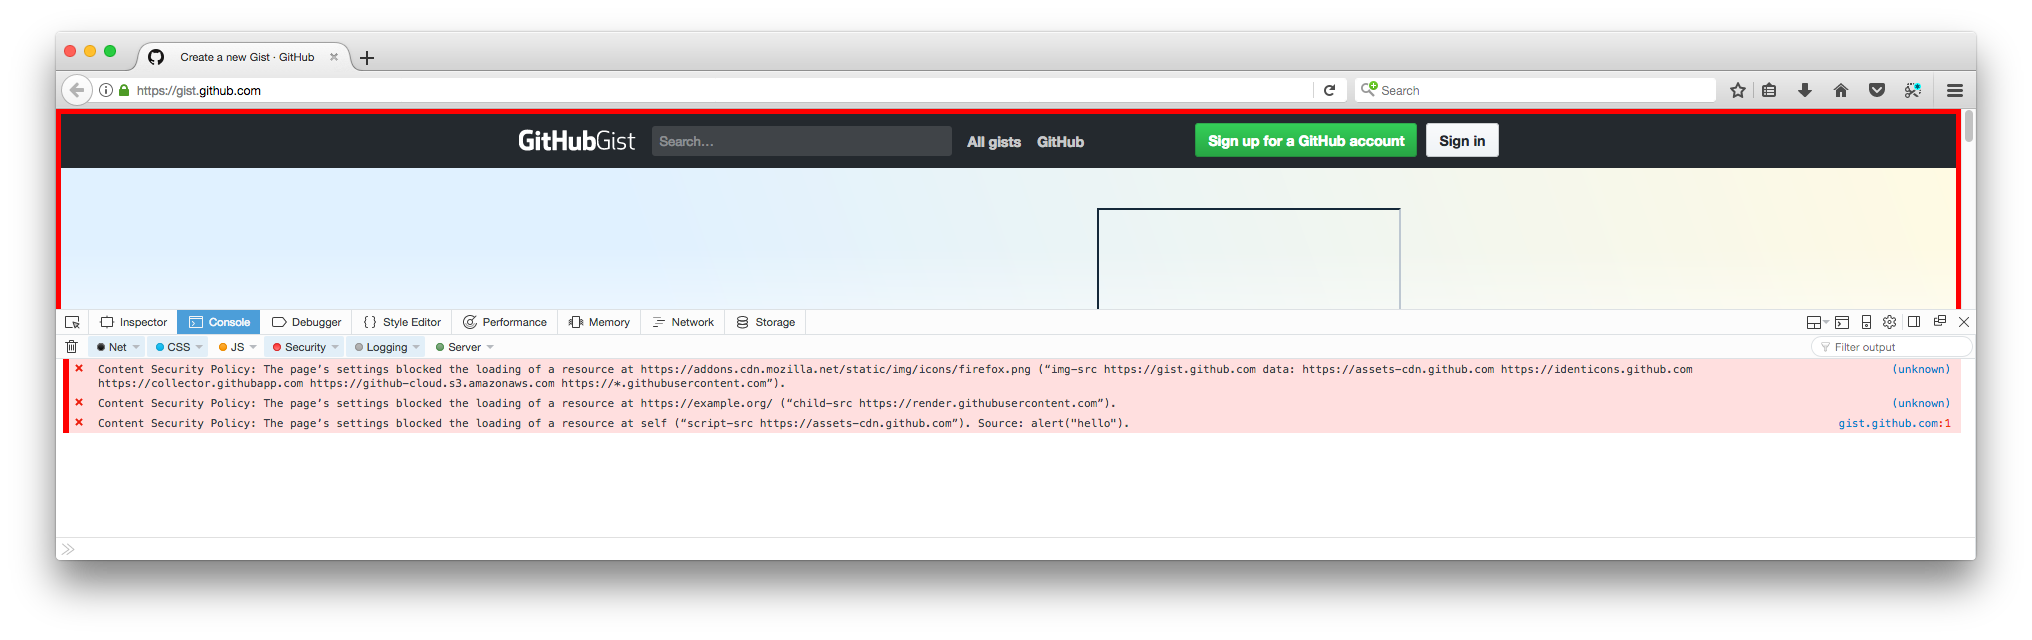 Create a new Gist · GitHub
https://gist.github.com
Search
GitHubGist Search... All gists GitHub Sign up for a GitHub account Sign in
Inspector Console Debugger Style Editor Performance Memory Network Storage
Net CSS JS Security Logging Server Filter output
Content Security Policy: The page’s settings blocked the loading of a resource at https://addons.cdn.mozilla.net/static/img/icons/firefox.png (“img-src https://gist.github.com data: https://assets-cdn.github.com https://identicons.github.com (unknown)
https://collector.githubapp.com https://github-cloud.s3.amazonaws.com https://*.githubusercontent.com”).
Content Security Policy: The page’s settings blocked the loading of a resource at https://example.org/ (“child-src https://render.githubusercontent.com”). (unknown)
Content Security Policy: The page’s settings blocked the loading of a resource at self (“script-src https://assets-cdn.github.com”). Source: alert("hello"). gist.github.com:1